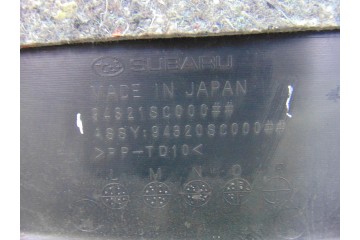 SUBARU
MADE IN JAPAN
94321SC000##
ASSY:94320SC000##
>PP-TD10<
L M N O